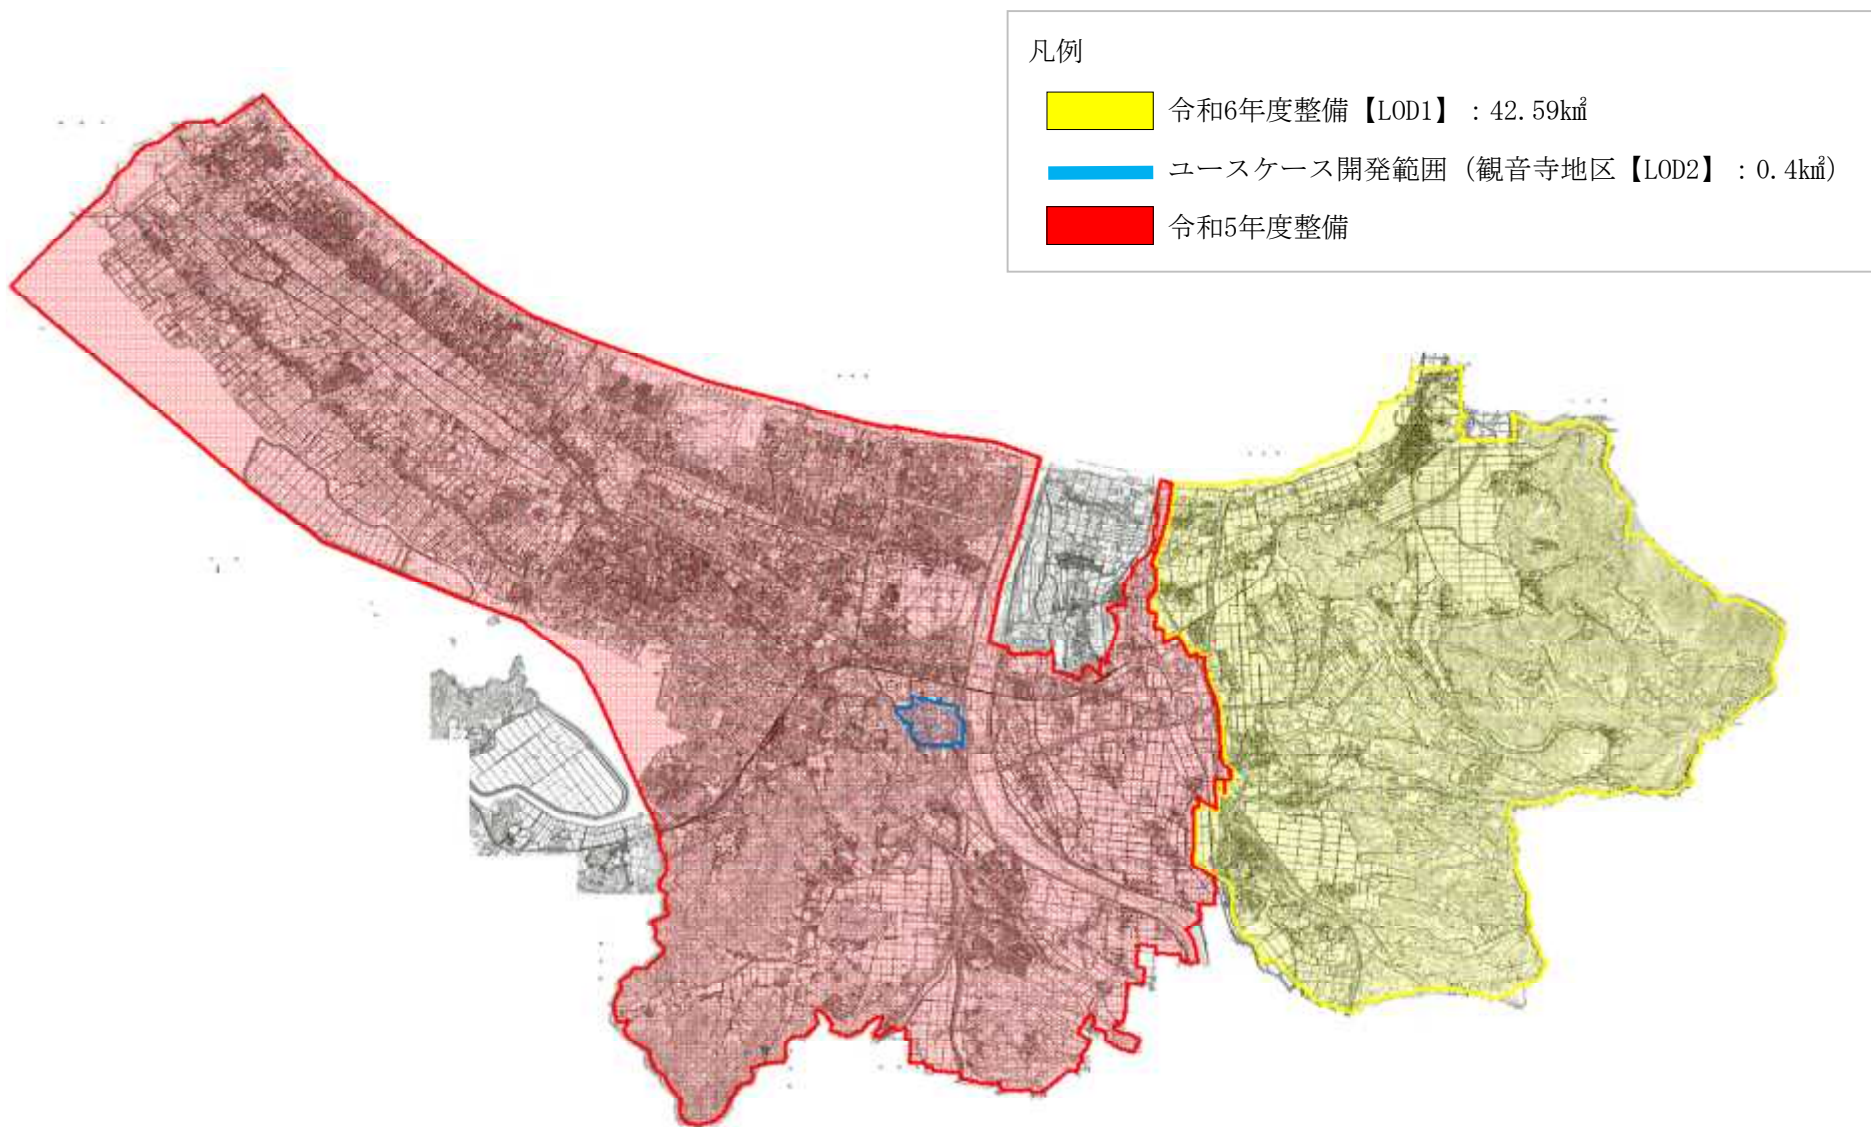 凡例
令和6年度整備【LOD1】：42.59㎢
ユースケース開発範囲（観音寺地区【LOD2】：0.4㎢）
令和5年度整備